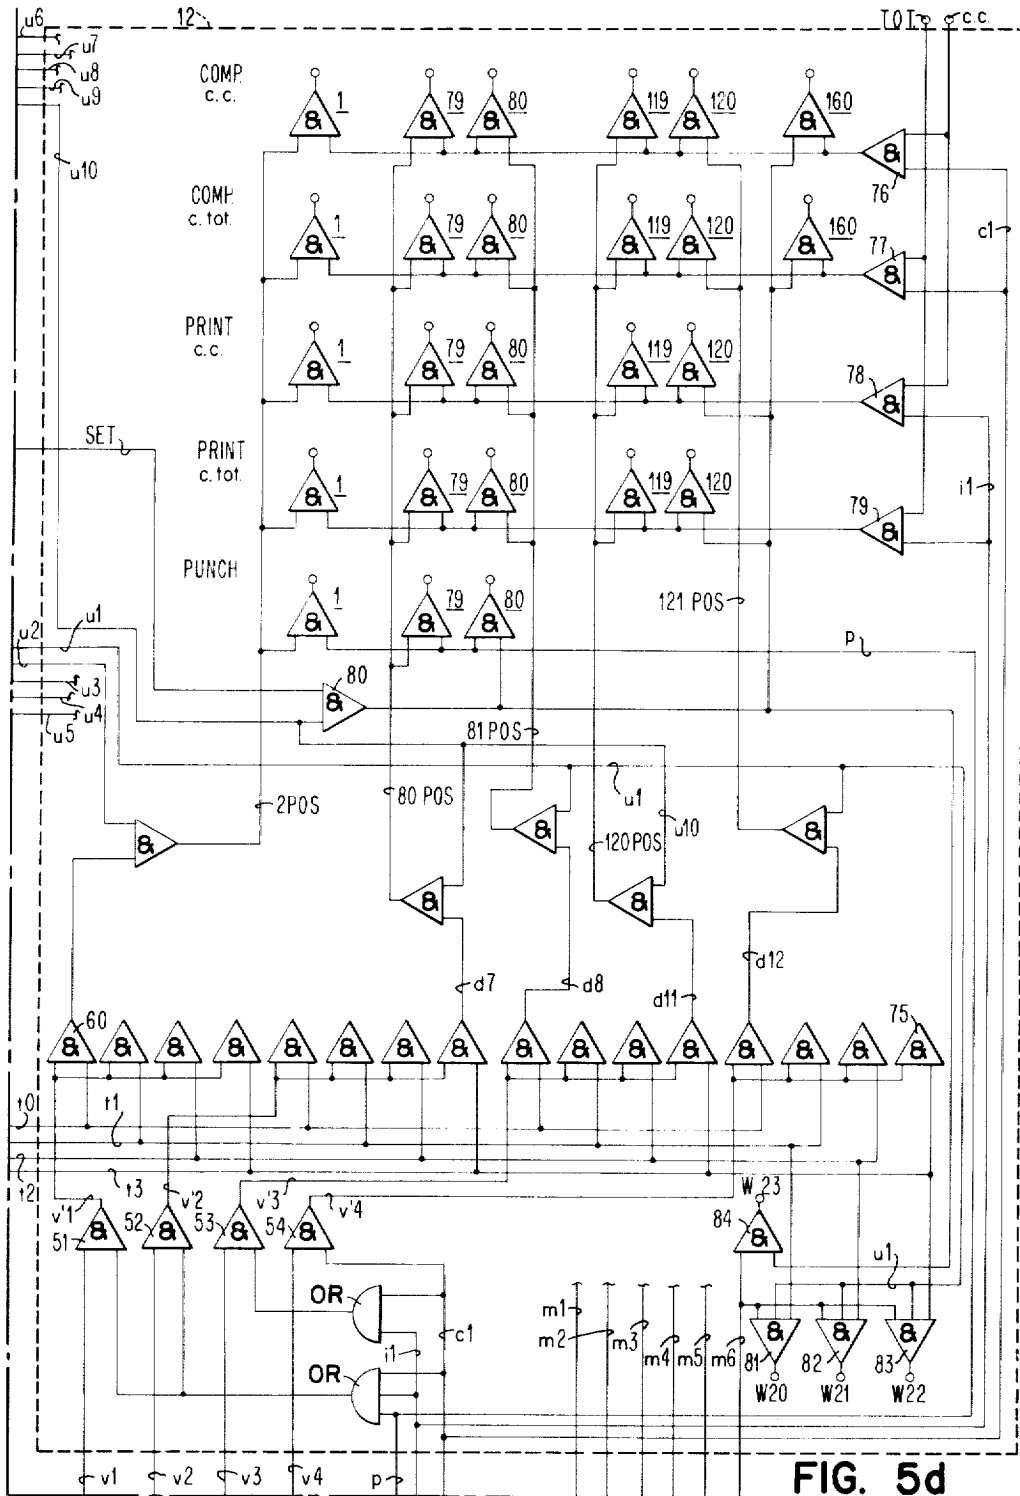 u6 12 TOT. c.c.
u7
u8
u9
COMP. c.c.
& 1 & 79 & 80 & 119 & 120 & 160
& 76
u10
COMP. c.tot.
& 1 & 79 & 80 & 119 & 120 & 160
& 77
c1
PRINT c.c.
& 1 & 79 & 80 & 119 & 120
& 78
SET
PRINT c.tot.
& 1 & 79 & 80 & 119 & 120
& 79
i1
PUNCH
& 1 & 79 & 80
121 POS
p
u1
u2
u3
u4
u5
& 80
81 POS
2POS
80 POS
u1
u10
120 POS
& & & & &
d7 d8 d11 d12
60 75
& & & & & & & & & & & & & & & &
t0 t1
t2 t3
v'1 v'2 v'3 v'4
51 & 52 & 53 & 54 &
W 23
84 &
u1
OR
c1
i1
OR
m1 m2 m3 m4 m5 m6
& 81 & 82 & 83
W20 W21 W22
v1 v2 v3 v4 p
FIG. 5d